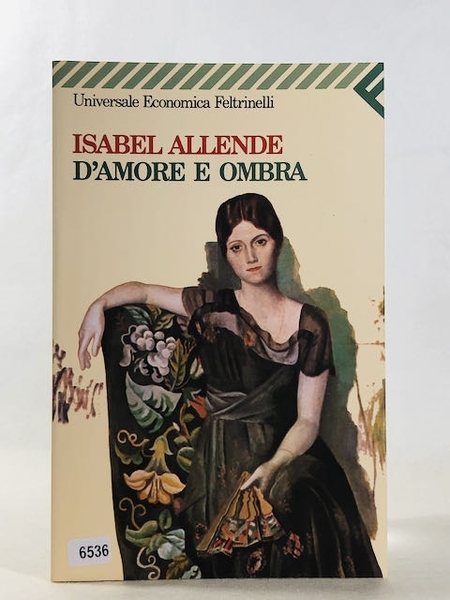 Universale Economica Feltrinelli
ISABEL ALLENDE
D'AMORE E OMBRA
6536